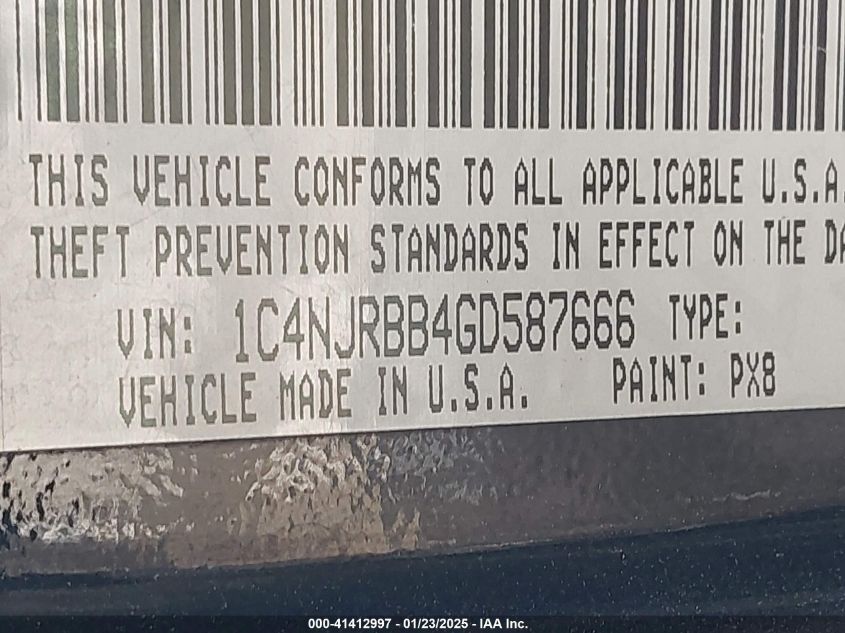 THIS VEHICLE CONFORMS TO ALL APPLICABLE U.S.A.
THEFT PREVENTION STANDARDS IN EFFECT ON THE
VIN: 1C4NJRBB4GD587666 TYPE:
VEHICLE MADE IN U.S.A. PAINT: PX8
000-41412997 - 01/23/2025 - IAA Inc.